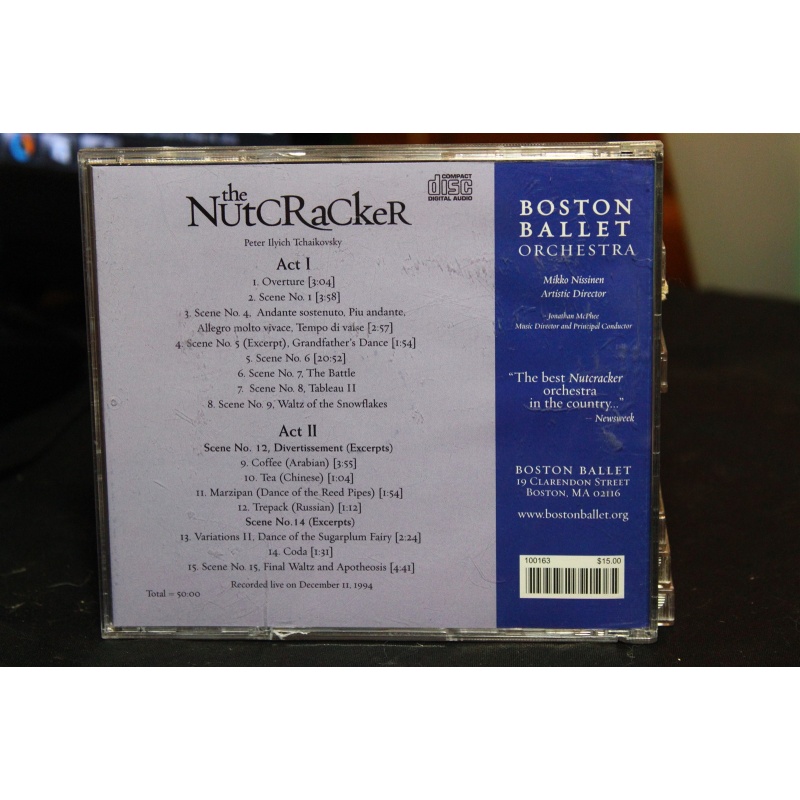 the
NUTCRaCKeR
Peter Ilyich Tchaikovsky
COMPACT
disc
DIGITAL AUDIO
Act I
1. Overture [3:04]
2. Scene No. 1 [3:58]
3. Scene No. 4, Andante sostenuto, Piu andante,
Allegro molto vivace, Tempo di valse [2:57]
4. Scene No. 5 (Excerpt), Grandfather's Dance [1:54]
5. Scene No. 6 [20:52]
6. Scene No. 7, The Battle
7. Scene No. 8, Tableau II
8. Scene No. 9, Waltz of the Snowflakes
Act II
Scene No. 12, Divertissement (Excerpts)
9. Coffee (Arabian) [3:55]
10. Tea (Chinese) [1:04]
11. Marzipan (Dance of the Reed Pipes) [1:54]
12. Trepack (Russian) [1:12]
Scene No.14 (Excerpts)
13. Variations II, Dance of the Sugarplum Fairy [2:24]
14. Coda [1:31]
15. Scene No. 15, Final Waltz and Apotheosis [4:41]
Recorded live on December 11, 1994
Total = 50:00
BOSTON
BALLET
ORCHESTRA
Mikko Nissinen
Artistic Director
Jonathan McPhee
Music Director and Principal Conductor
"The best Nutcracker
orchestra
in the country..."
-- Newsweek
BOSTON BALLET
19 CLARENDON STREET
BOSTON, MA 02116
www.bostonballet.org
100163 $15.00